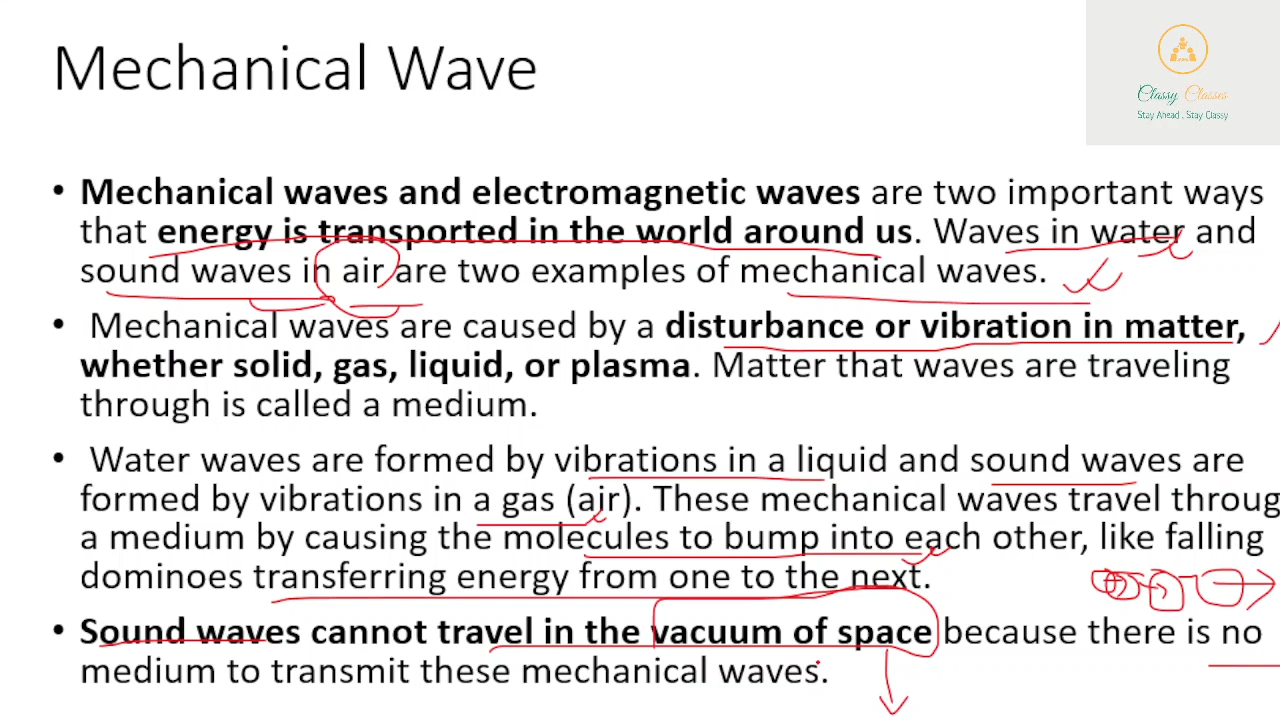 Mechanical Wave
Classy Classes
Stay Ahead . Stay Classy
• Mechanical waves and electromagnetic waves are two important ways
that energy is transported in the world around us. Waves in water and
sound waves in air are two examples of mechanical waves.
• Mechanical waves are caused by a disturbance or vibration in matter,
whether solid, gas, liquid, or plasma. Matter that waves are traveling
through is called a medium.
• Water waves are formed by vibrations in a liquid and sound waves are
formed by vibrations in a gas (air). These mechanical waves travel throug
a medium by causing the molecules to bump into each other, like falling
dominoes transferring energy from one to the next.
• Sound waves cannot travel in the vacuum of space because there is no
medium to transmit these mechanical waves.